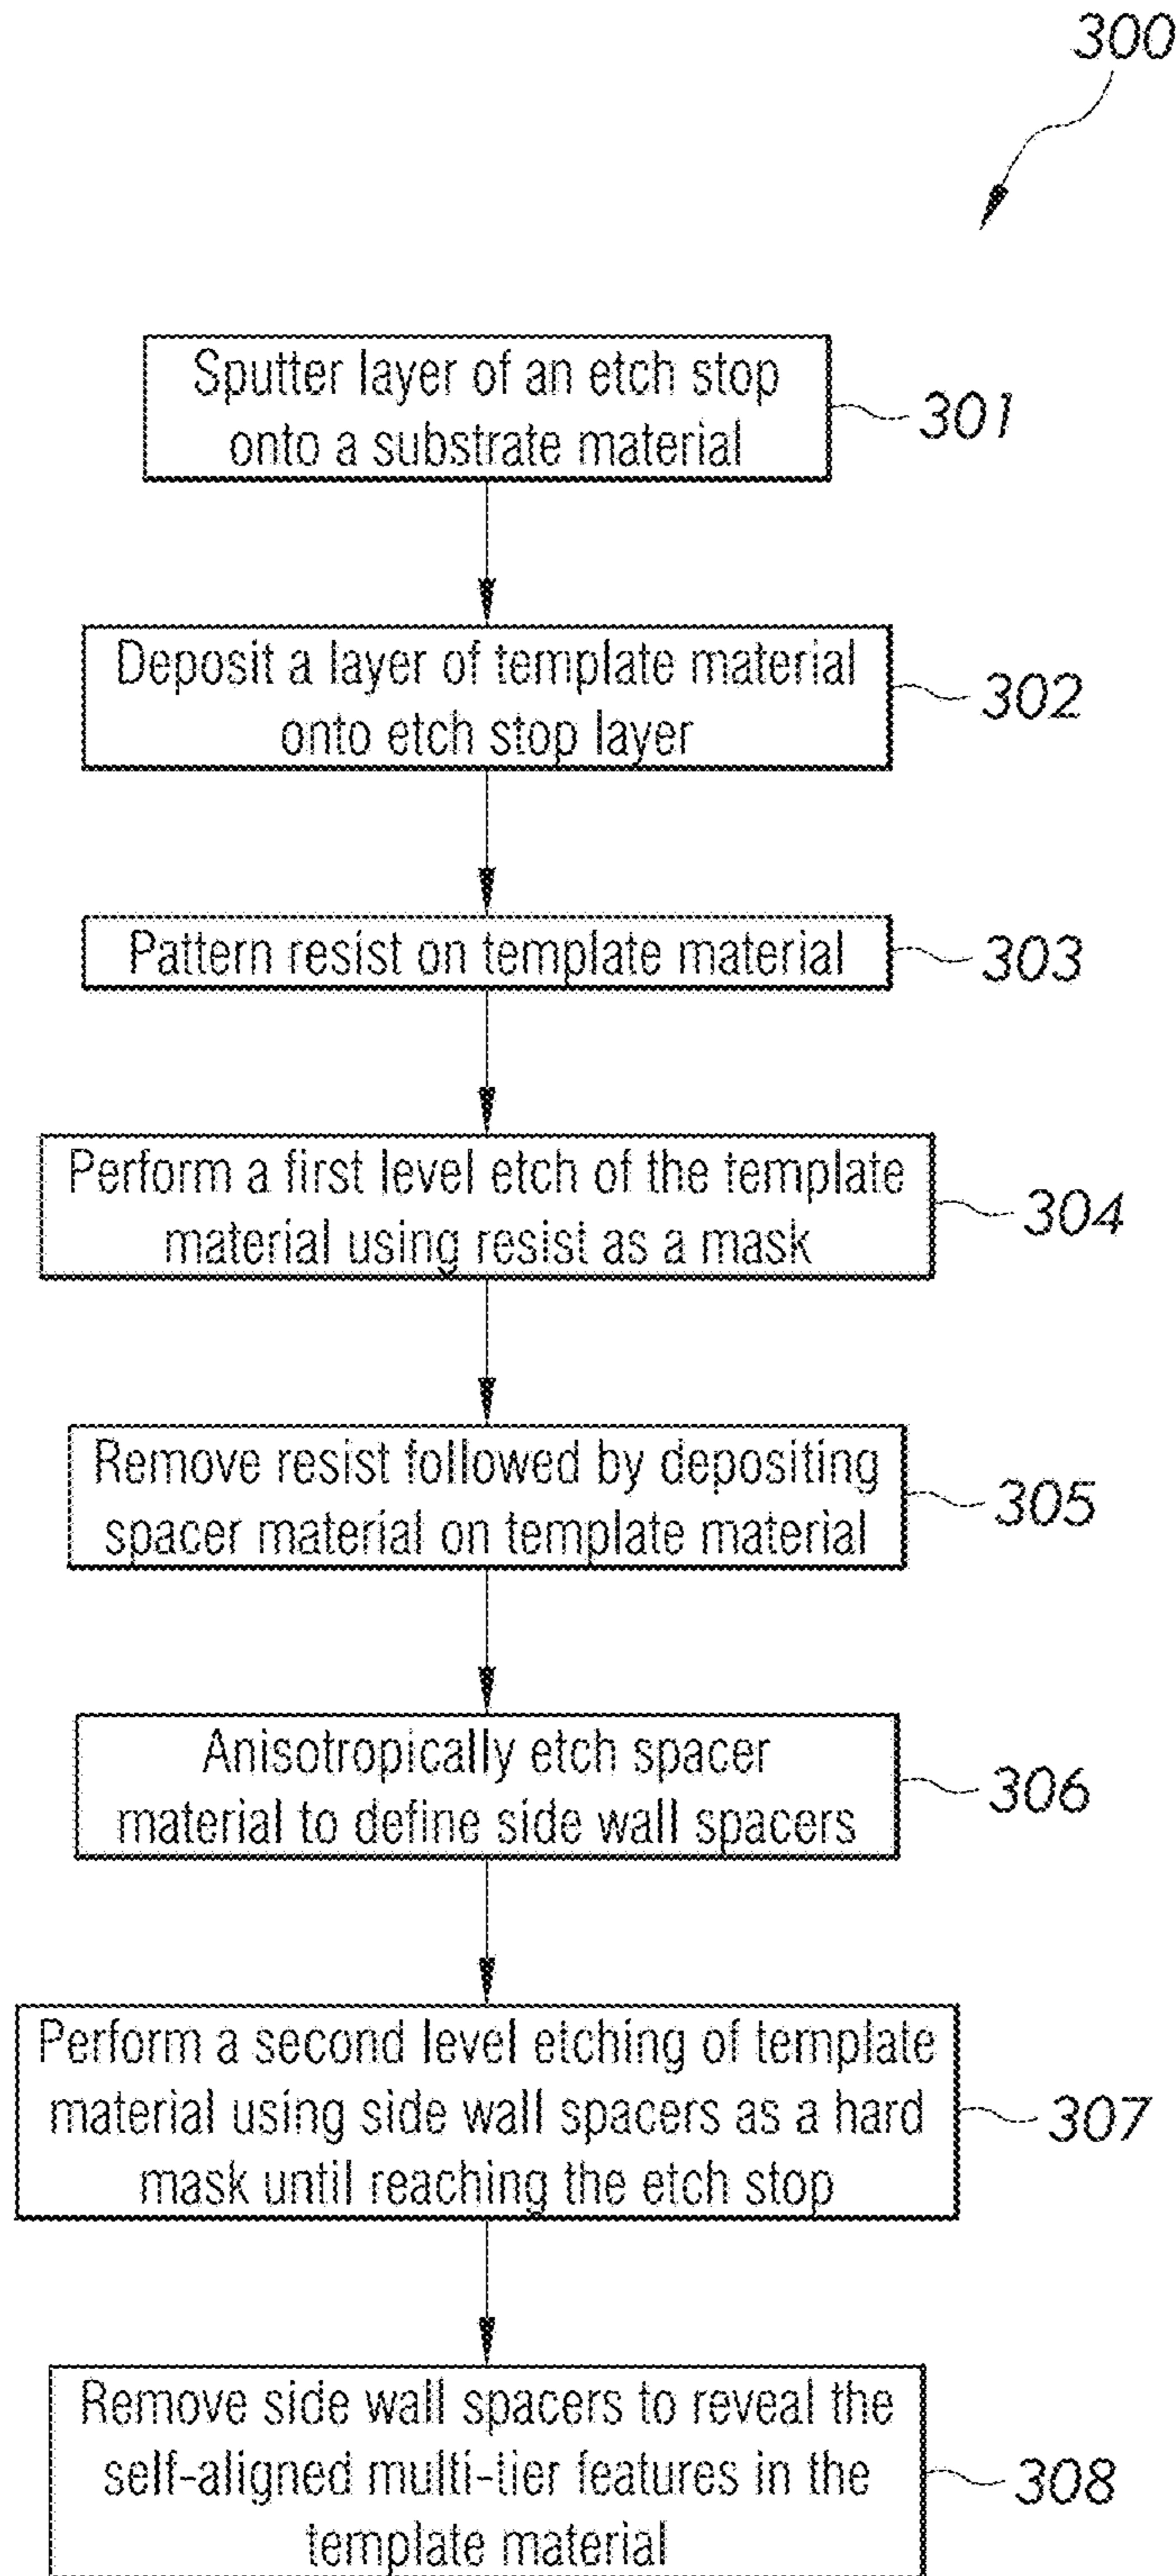 300
Sputter layer of an etch stop
onto a substrate material
301
Deposit a layer of template material
onto etch stop layer
302
Pattern resist on template material
303
Perform a first level etch of the template
material using resist as a mask
304
Remove resist followed by depositing
spacer material on template material
305
Anisotropically etch spacer
material to define side wall spacers
306
Perform a second level etching of template
material using side wall spacers as a hard
mask until reaching the etch stop
307
Remove side wall spacers to reveal the
self-aligned multi-tier features in the
template material
308